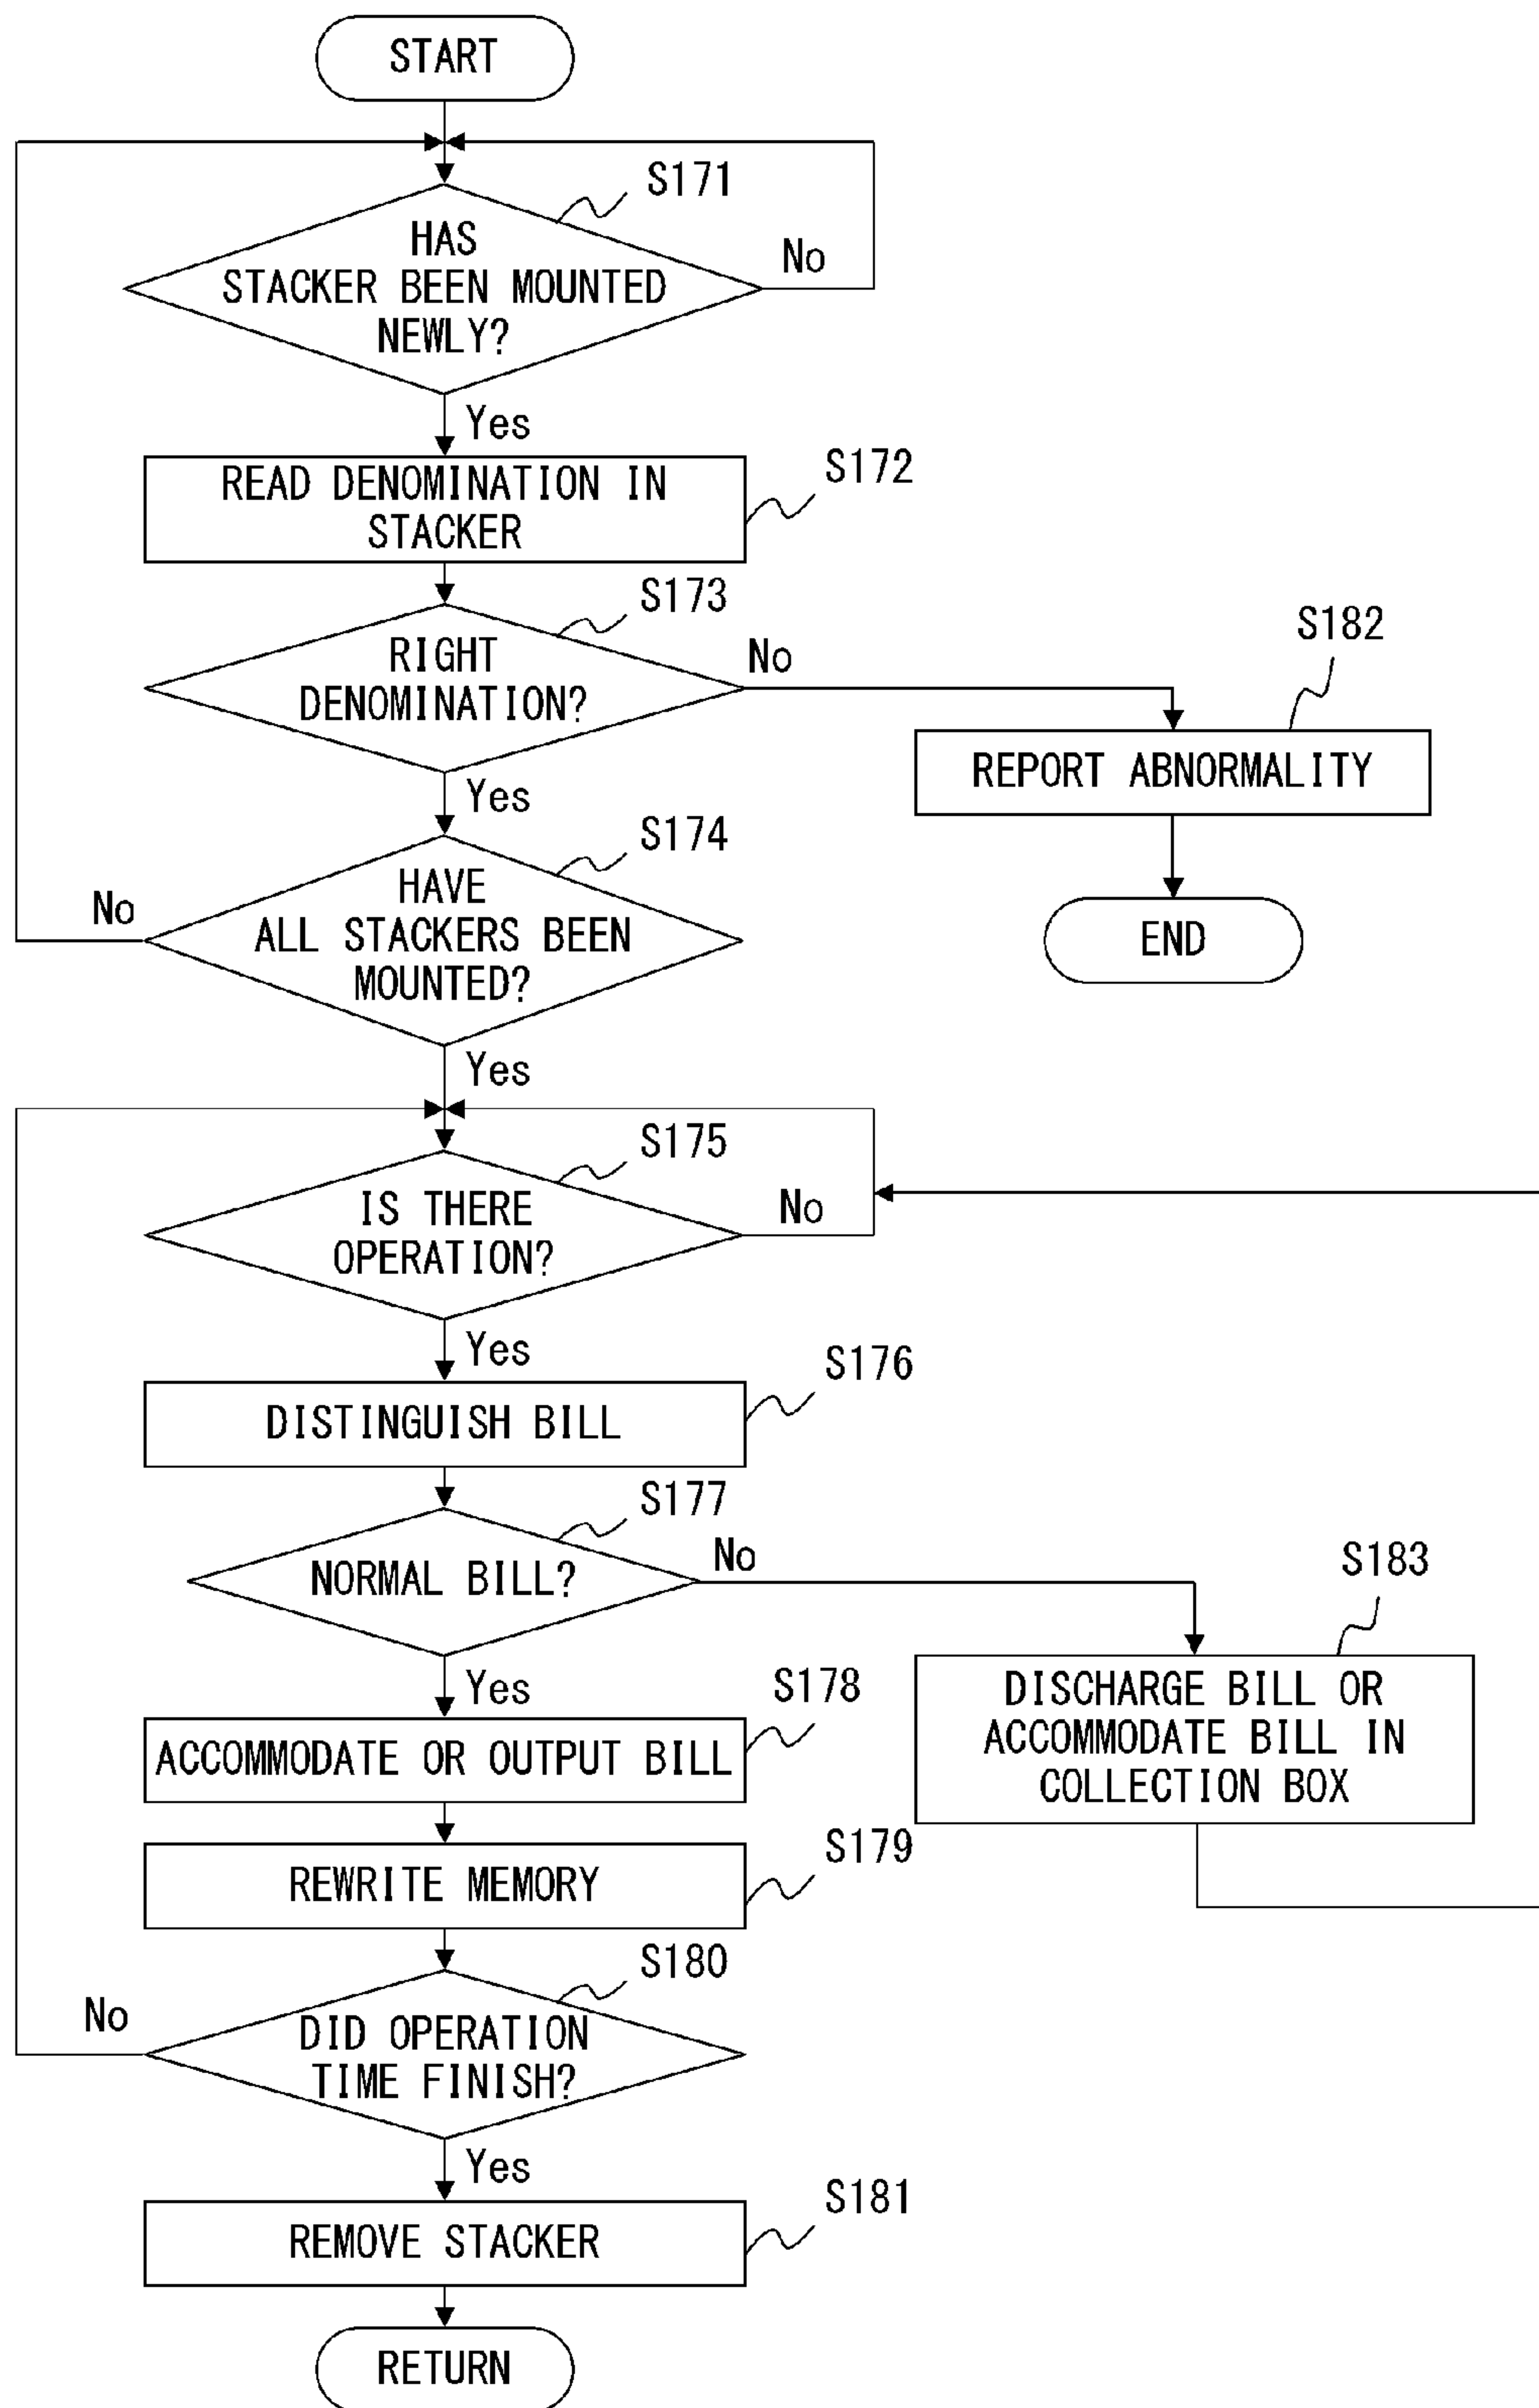 START
S171
HAS
STACKER BEEN MOUNTED
NEWLY?
No
Yes
S172
READ DENOMINATION IN
STACKER
S173
RIGHT
DENOMINATION?
No
S182
REPORT ABNORMALITY
Yes
END
S174
HAVE
ALL STACKERS BEEN
MOUNTED?
No
Yes
S175
IS THERE
OPERATION?
No
Yes
S176
DISTINGUISH BILL
S177
NORMAL BILL?
No
S183
DISCHARGE BILL OR
ACCOMMODATE BILL IN
COLLECTION BOX
Yes
S178
ACCOMMODATE OR OUTPUT BILL
S179
REWRITE MEMORY
S180
DID OPERATION
TIME FINISH?
No
Yes
S181
REMOVE STACKER
RETURN